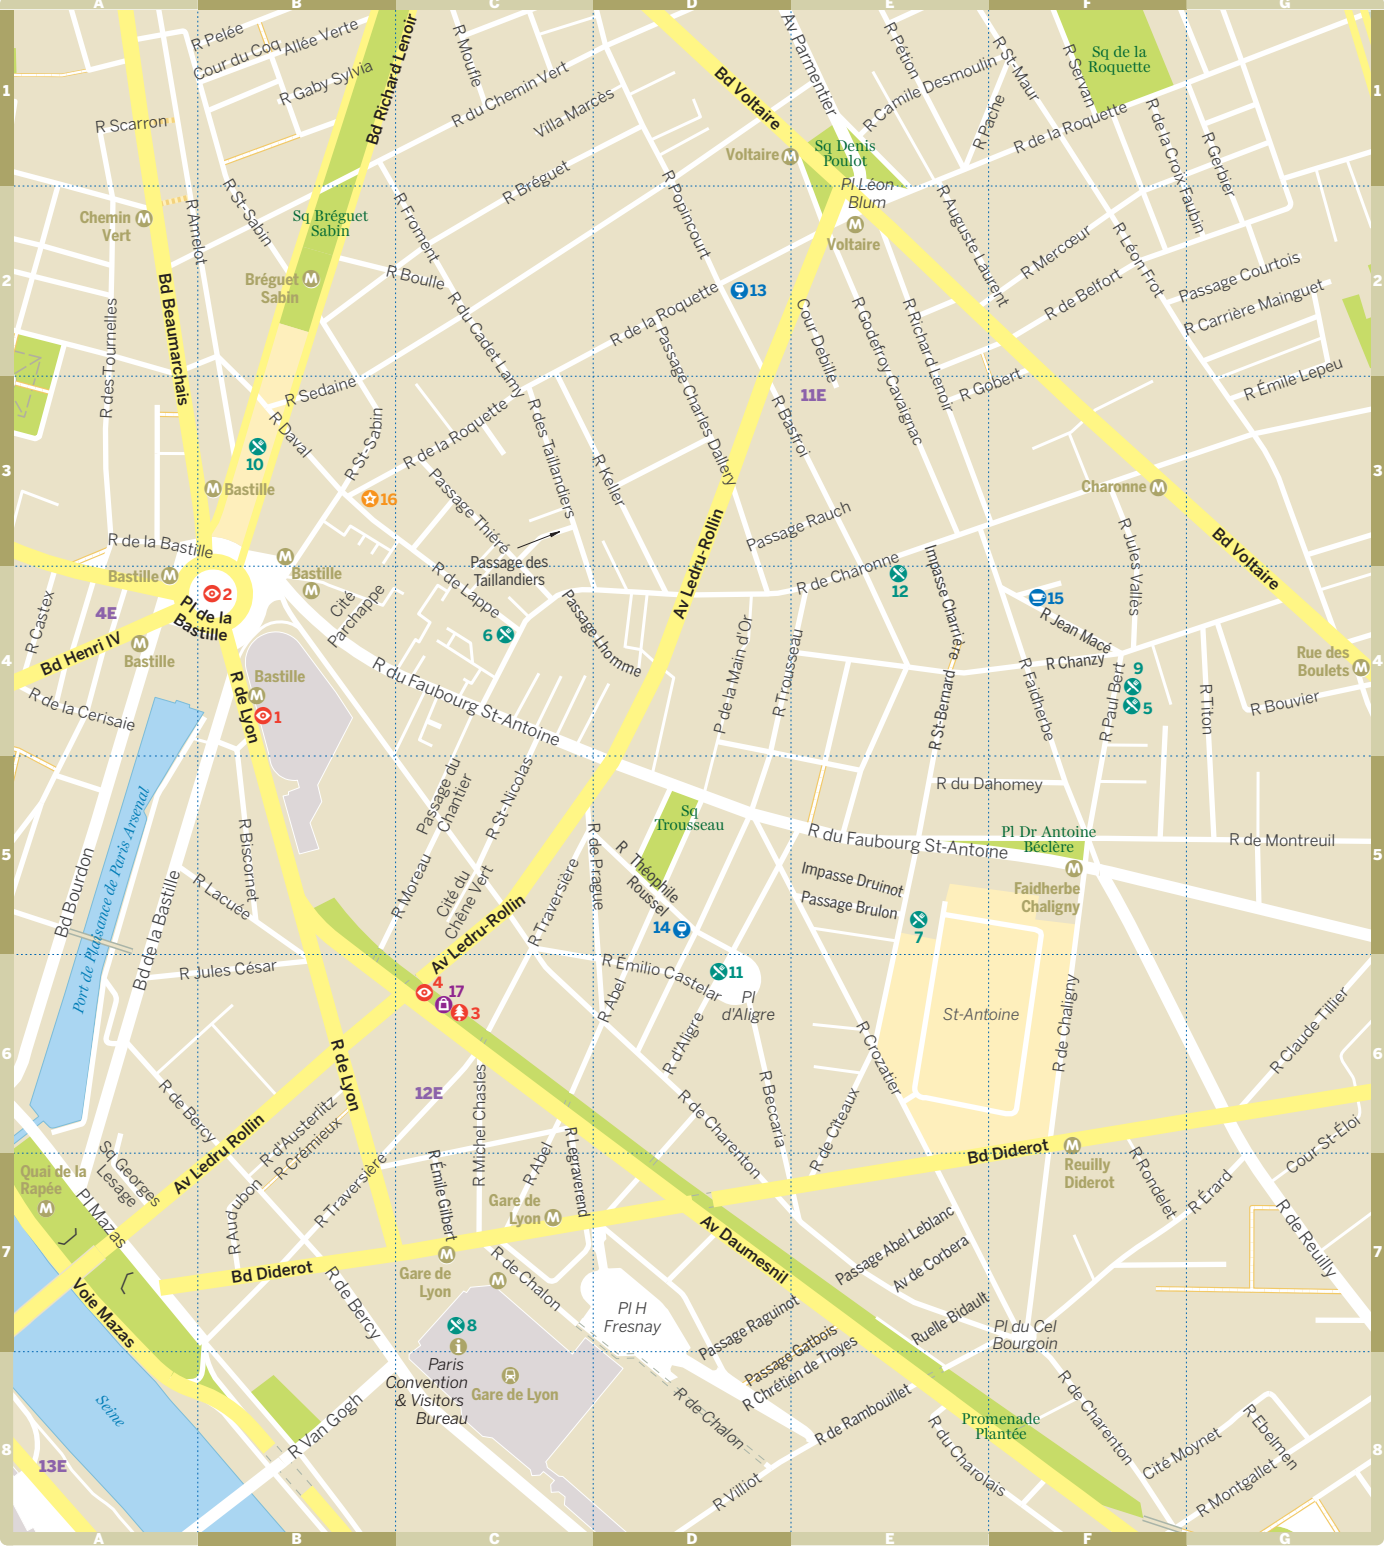 A
B
C
D
E
F
G
R Pelée
Cour du Coq
Allée Verte
R Gaby Sylvia
Bd Richard Lenoir
R Moufle
R du Chemin Vert
Villa Marcès
Bd Voltaire
Av Parmentier
R Pétion
R Camile Desmoulin
R St-Maur
R Pache
R Servan
Sq de la
Roquette
R de la Roquette
R de la Croix Faubin
R Gerbier
1
1
R Scarron
R St-Sabin
R Amelot
R Bréguet
R Froment
R Popincourt
Voltaire
Sq Denis
Poulot
Pl Léon
Blum
Voltaire
R Auguste Laurent
R Mercœur
R Léon Frot
Passage Courtois
R Carrière Mainguet
R de Belfort
Chemin
Vert
Sq Bréguet
Sabin
Bréguet
Sabin
R Boulle
R du Cadet Lamy
R de la Roquette
13
2
2
Bd Beaumarchais
R des Tournelles
Passage Charles Dallery
Cour Debille
R Godefroy Cavaignac
R Richard Lenoir
11E
R Gobert
R Émile Lepeu
R Sedaine
R Daval
R St-Sabin
R de la Roquette
R des Taillandiers
R Keller
R Basfroi
10
Bastille
16
Passage Thiéré
Passage Rauch
Charonne
3
3
Bd Voltaire
R Jules Vallès
R de la Bastille
Bastille
Bastille
Passage des
Taillandiers
Av Ledru-Rollin
R de Charonne
12
Impasse Charrière
15
R Jean Macé
R Chanzy
4E
2
Pl de la
Bastille
Cité
Parchappe
R de Lappe
6
Passage Lhomme
R Castex
Bd Henri IV
Bastille
R de la Cerisaie
Bastille
1
R de Lyon
R du Faubourg St-Antoine
P de la Main d'Or
R Trousseau
R St-Bernard
R Faidherbe
R Paul Bert
9
5
R Titon
R Bouvier
Rue des
Boulets
4
4
Port de Plaisance de Paris Arsenal
Passage du
Chantier
R St-Nicolas
Sq
Trousseau
R du Dahomey
R du Faubourg St-Antoine
Pl Dr Antoine
Béclère
R de Montreuil
Faidherbe
Chaligny
5
5
Bd Bourdon
Bd de la Bastille
R Biscornet
R Lacuée
R Moreau
Cité du
Chêne Vert
Av Ledru-Rollin
R Traversière
R de Prague
R Théophile
Roussel
14
Impasse Druinot
Passage Brulon
7
R Jules César
4
17
3
R Émilio Castelar
11
Pl
d'Aligre
R Abel
R d'Aligre
St-Antoine
R de Chaligny
R Crozatier
R Claude Tillier
6
6
R de Lyon
12E
R Michel Chasles
R de Charenton
R Beccaria
R de Cîteaux
R de Bercy
R d'Austerlitz
R Crémieux
Av Ledru Rollin
Sq Georges
Lesage
R Legraverend
R Abel
Bd Diderot
Reuilly
Diderot
Cour St-Éloi
R Rondelet
R Érard
R de Reuilly
Quai de la
Rapée
Pl Mazas
R Audubon
R Traversière
R Émile Gilbert
Gare de
Lyon
Gare de
Lyon
R de Chalon
Av Daumesnil
Passage Abel Leblanc
Av de Corbera
7
7
Voie Mazas
Bd Diderot
R de Bercy
8
Pl H
Fresnay
Passage Raguinot
Passage Gatbois
R Chrétien de Troyes
Ruelle Bidault
Pl du Cel
Bourgoin
Paris
Convention
& Visitors
Bureau
Gare de Lyon
R de Chalon
R de Rambouillet
Promenade
Plantée
R de Charenton
R du Charolais
Cité Moynet
R Ebelmen
R Montgallet
Seine
R Van Gogh
R Villiot
13E
8
8
A
B
C
D
E
F
G